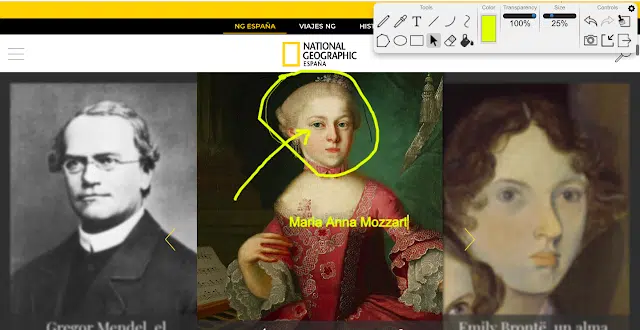 Tools
Color:
Transparency
Size
Controls
T
100%
25%
NG ESPAÑA
VIAJES NG
HIST
NATIONAL
GEOGRAPHIC
ESPAÑA
Maria Anna Mozzart
Gregor Mendel, el
Emily Brontë, un alma